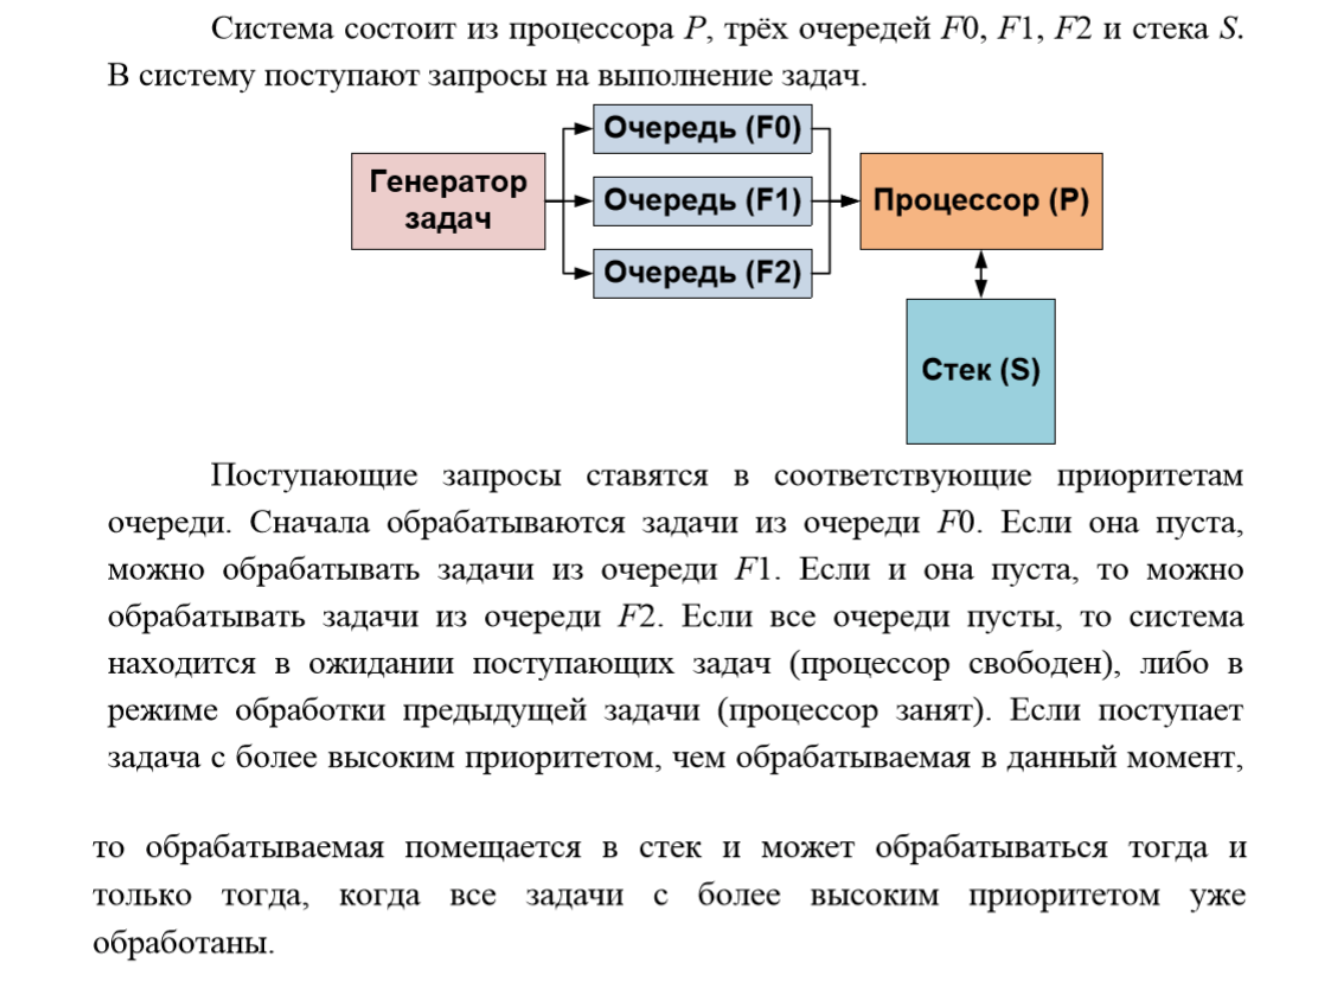 Система состоит из процессора P, трёх очередей F0, F1, F2 и стека S.
В систему поступают запросы на выполнение задач.
Генератор
задач
Очередь (F0)
Очередь (F1)
Очередь (F2)
Процессор (P)
Стек (S)
Поступающие запросы ставятся в соответствующие приоритетам
очереди. Сначала обрабатываются задачи из очереди F0. Если она пуста,
можно обрабатывать задачи из очереди F1. Если и она пуста, то можно
обрабатывать задачи из очереди F2. Если все очереди пусты, то система
находится в ожидании поступающих задач (процессор свободен), либо в
режиме обработки предыдущей задачи (процессор занят). Если поступает
задача с более высоким приоритетом, чем обрабатываемая в данный момент,
то обрабатываемая помещается в стек и может обрабатываться тогда и
только тогда, когда все задачи с более высоким приоритетом уже
обработаны.